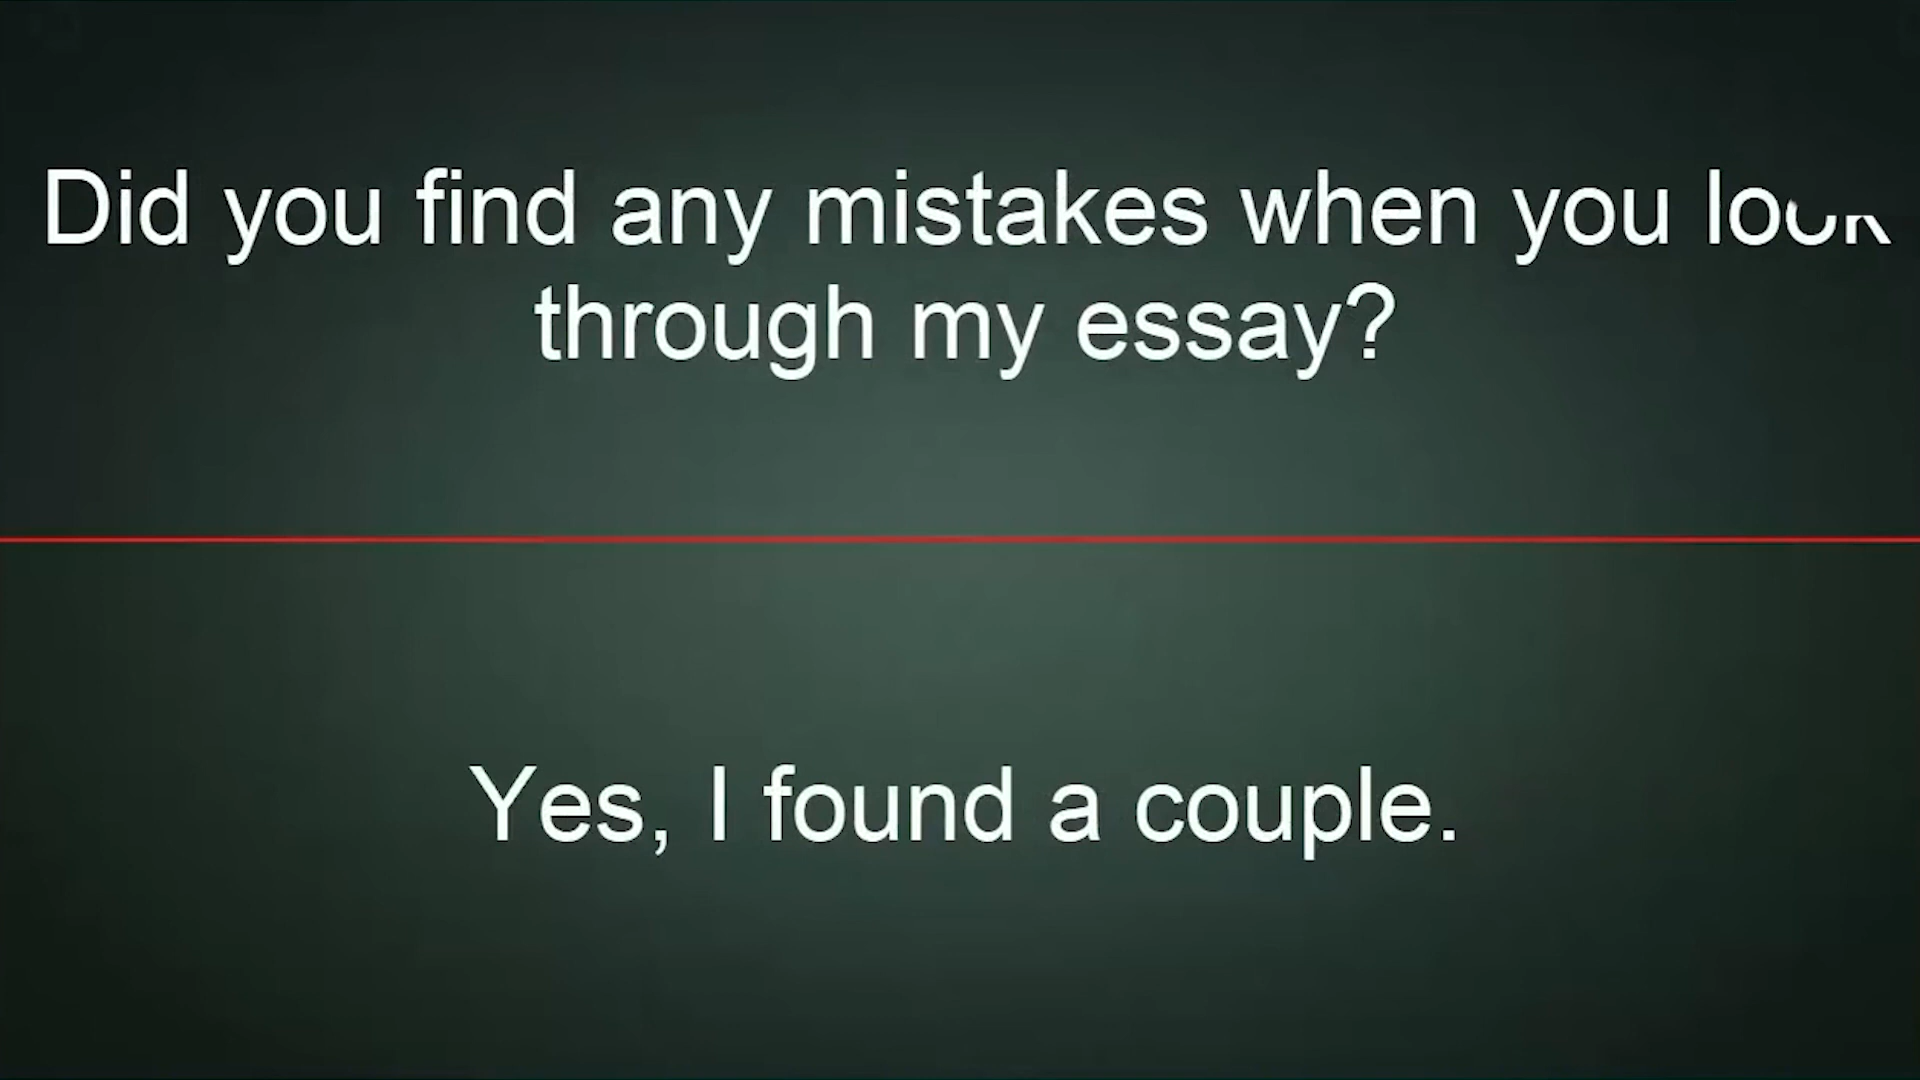 Did you find any mistakes when you look
through my essay?
Yes, I found a couple.